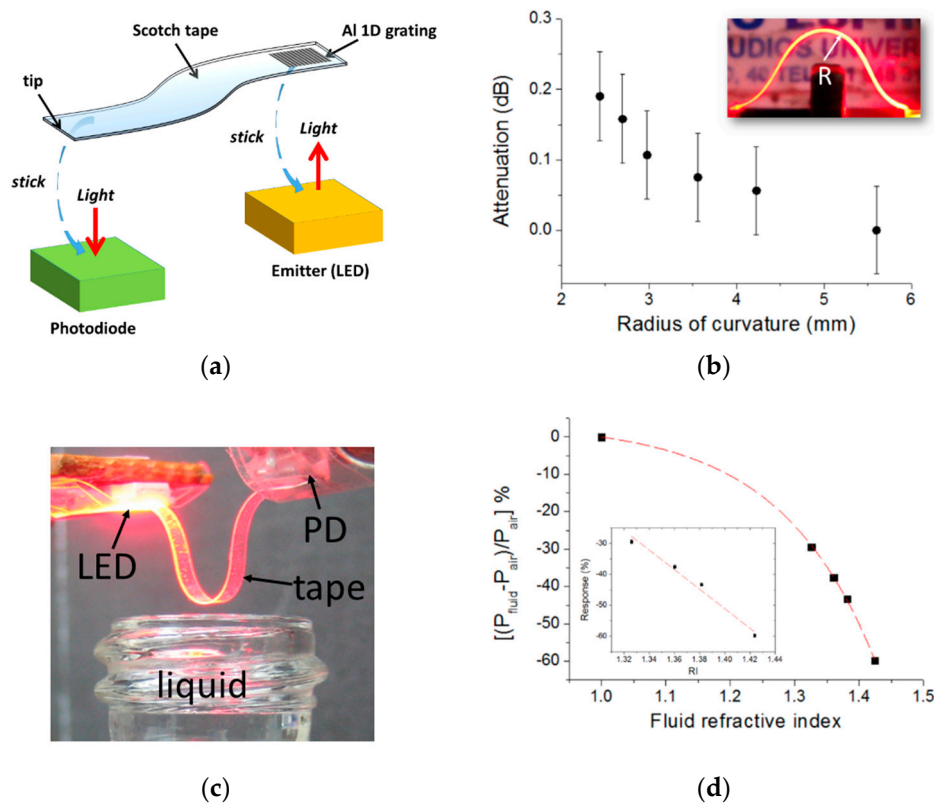 Scotch tape
Al 1D grating
tip
stick
Light
stick
Light
Emitter (LED)
Photodiode
(a)
Attenuation (dB)
0.3
0.2
0.1
0.0
2
3
4
5
6
Radius of curvature (mm)
R
(b)
LED
PD
tape
liquid
(c)
[(P_fluid-P_air)/P_air] %
0
-10
-20
-30
-40
-50
-60
1.0
1.1
1.2
1.3
1.4
1.5
Fluid refractive index
Response (%)
-30
-40
-50
-60
1.32
1.34
1.36
1.38
1.40
1.42
1.44
RI
(d)